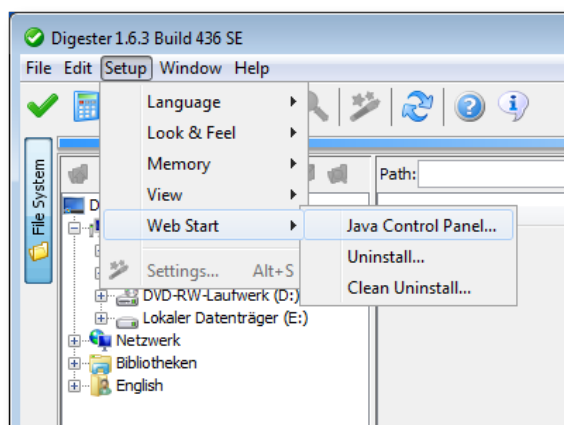 Digester 1.6.3 Build 436 SE
File Edit Setup Window Help
Language
Look & Feel
Memory
View
Web Start
Settings... Alt+S
Java Control Panel...
Uninstall...
Clean Uninstall...
File System
Path:
D
DVD-RW-Laufwerk (D:)
Lokaler Datenträger (E:)
Netzwerk
Bibliotheken
English